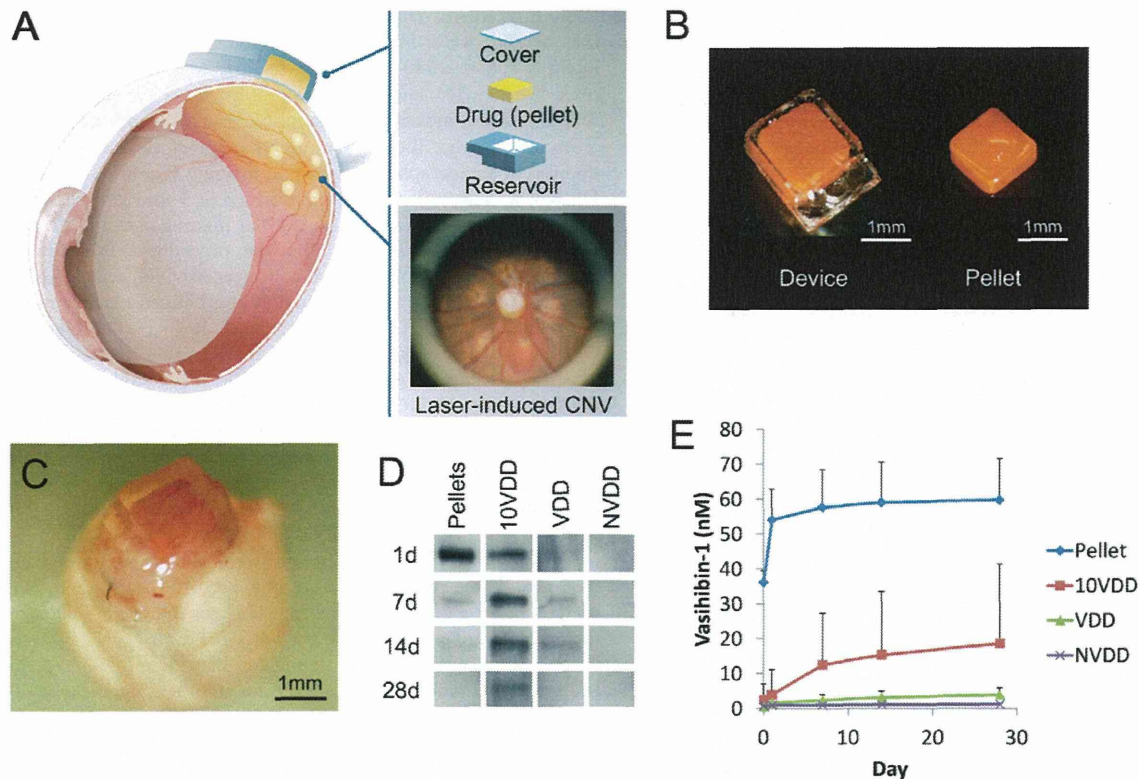 A
Cover
Drug (pellet)
Reservoir
Laser-induced CNV
B
1mm
1mm
Device
Pellet
C
1mm
D
Pellets
10VDD
VDD
NVDD
1d
7d
14d
28d
E
80
70
60
50
40
30
20
10
0
Vasihibin-1 (nM)
0
10
20
30
Day
Pellet
10VDD
VDD
NVDD